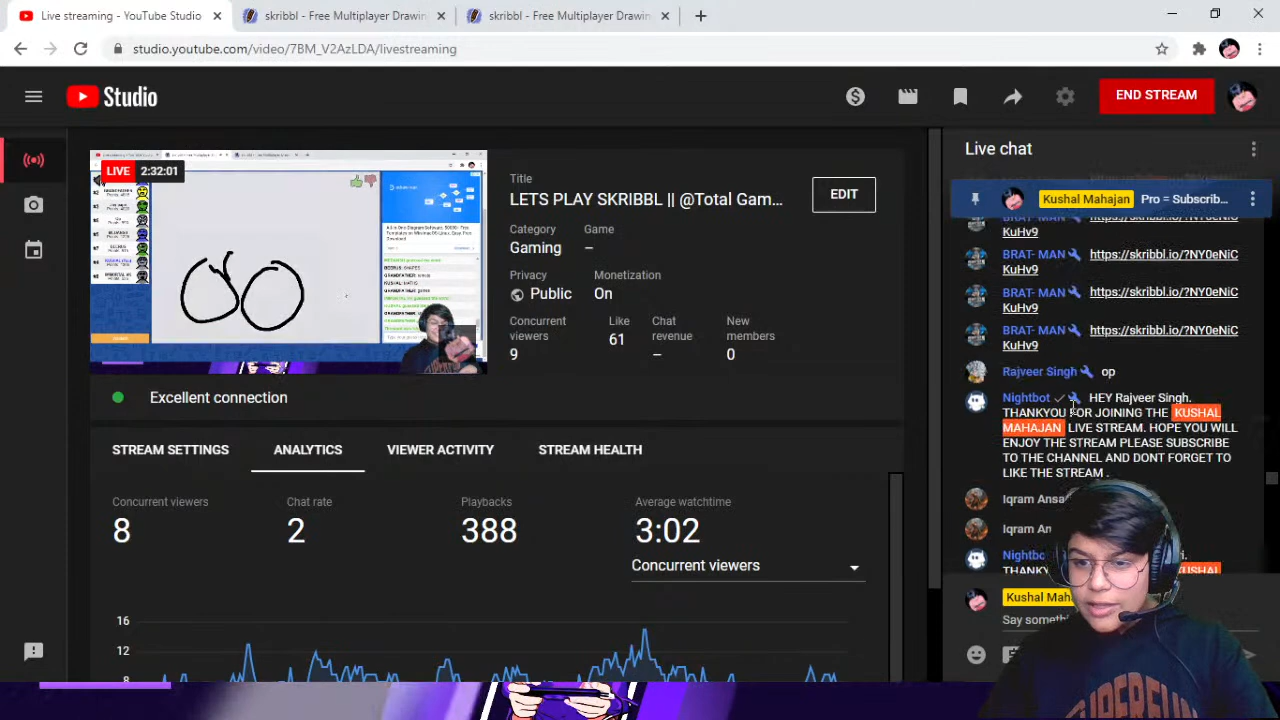 Live streaming - YouTube Studio
skribbl - Free Multiplayer Drawin
skribbl - Free Multiplayer Drawin
studio.youtube.com/video/7BM_V2AzLDA/livestreaming
Studio
END STREAM
LIVE 2:32:01
Title
LETS PLAY SKRIBBL || @Total Gam...
EDIT
Category
Gaming
Game
–
Privacy
Public
Monetization
On
Concurrent
viewers
9
Like
61
Chat
revenue
–
New
members
0
Excellent connection
STREAM SETTINGS
ANALYTICS
VIEWER ACTIVITY
STREAM HEALTH
Concurrent viewers
8
Chat rate
2
Playbacks
388
Average watchtime
3:02
Concurrent viewers
16
12
8
Live chat
Kushal Mahajan Pro = Subscrib...
BRAT- MAN https://skribbl.io/?NY0eNiC
KuHv9
BRAT- MAN https://skribbl.io/?NY0eNiC
KuHv9
BRAT- MAN https://skribbl.io/?NY0eNiC
KuHv9
BRAT- MAN https://skribbl.io/?NY0eNiC
KuHv9
Rajveer Singh op
Nightbot HEY Rajveer Singh.
THANKYOU FOR JOINING THE KUSHAL
MAHAJAN LIVE STREAM. HOPE YOU WILL
ENJOY THE STREAM PLEASE SUBSCRIBE
TO THE CHANNEL AND DONT FORGET TO
LIKE THE STREAM .
Iqram Ansa
Iqram An
Nightbo
THANKY
KUSHAL
Kushal Maha
Say someth